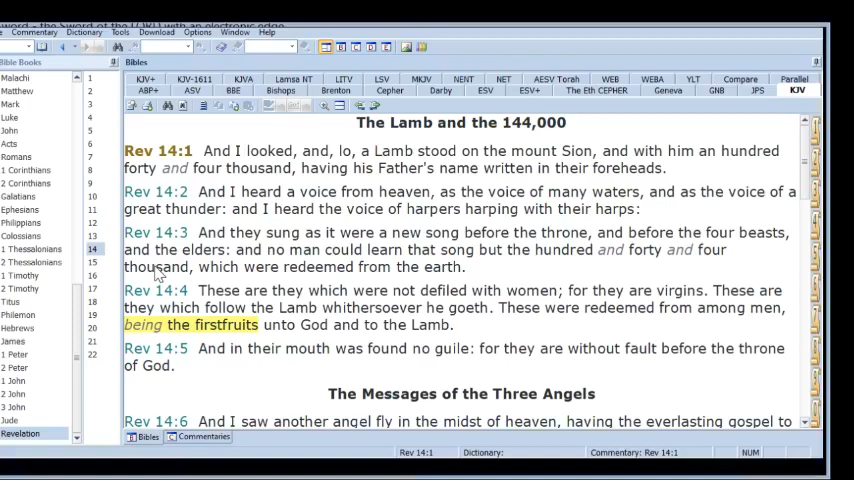 sword - the Sword of the LORD with an electronic edge
Commentary Dictionary Tools Download Options Window Help
A B C D E
Bible Books
Bibles
KJV+ KJV-1611 KJVA Lamsa NT LITV LSV MKJV NENT NET AESV Torah WEB WEBA YLT Compare Parallel
ABP+ ASV BBE Bishops Brenton Cepher Darby ESV ESV+ The Eth CEPHER Geneva GNB JPS KJV
Malachi
Matthew
Mark
Luke
John
Acts
Romans
1 Corinthians
2 Corinthians
Galatians
Ephesians
Philippians
Colossians
1 Thessalonians
2 Thessalonians
1 Timothy
2 Timothy
Titus
Philemon
Hebrews
James
1 Peter
2 Peter
1 John
2 John
3 John
Jude
Revelation
1
2
3
4
5
6
7
8
9
10
11
12
13
14
15
16
17
18
19
20
21
22
The Lamb and the 144,000
Rev 14:1 And I looked, and, lo, a Lamb stood on the mount Sion, and with him an hundred
forty and four thousand, having his Father's name written in their foreheads.
Rev 14:2 And I heard a voice from heaven, as the voice of many waters, and as the voice of a
great thunder: and I heard the voice of harpers harping with their harps:
Rev 14:3 And they sung as it were a new song before the throne, and before the four beasts,
and the elders: and no man could learn that song but the hundred and forty and four
thousand, which were redeemed from the earth.
Rev 14:4 These are they which were not defiled with women; for they are virgins. These are
they which follow the Lamb whithersoever he goeth. These were redeemed from among men,
being the firstfruits unto God and to the Lamb.
Rev 14:5 And in their mouth was found no guile: for they are without fault before the throne
of God.
The Messages of the Three Angels
Rev 14:6 And I saw another angel fly in the midst of heaven, having the everlasting gospel to
Bibles Commentaries
Rev 14:1 Dictionary: Commentary: Rev 14:1 NUM